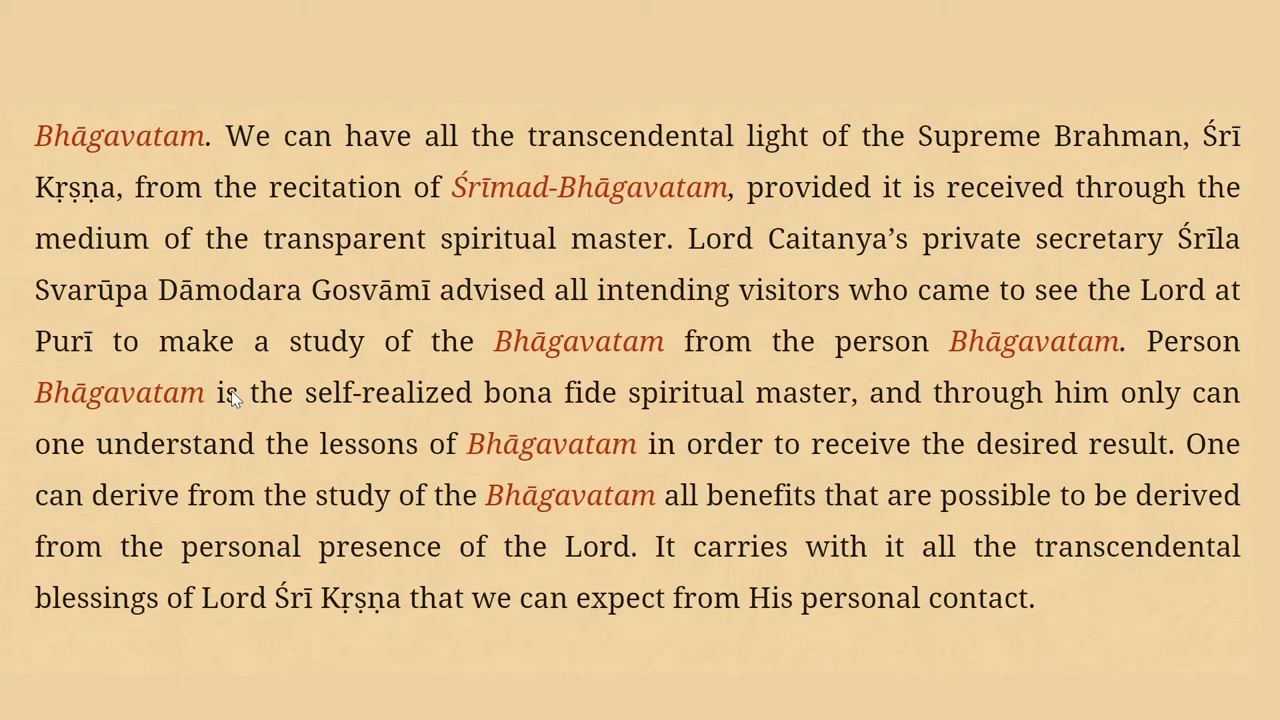 Bhāgavatam. We can have all the transcendental light of the Supreme Brahman, Śrī
Kṛṣṇa, from the recitation of Śrīmad-Bhāgavatam, provided it is received through the
medium of the transparent spiritual master. Lord Caitanya’s private secretary Śrīla
Svarūpa Dāmodara Gosvāmī advised all intending visitors who came to see the Lord at
Purī to make a study of the Bhāgavatam from the person Bhāgavatam. Person
Bhāgavatam is the self-realized bona fide spiritual master, and through him only can
one understand the lessons of Bhāgavatam in order to receive the desired result. One
can derive from the study of the Bhāgavatam all benefits that are possible to be derived
from the personal presence of the Lord. It carries with it all the transcendental
blessings of Lord Śrī Kṛṣṇa that we can expect from His personal contact.